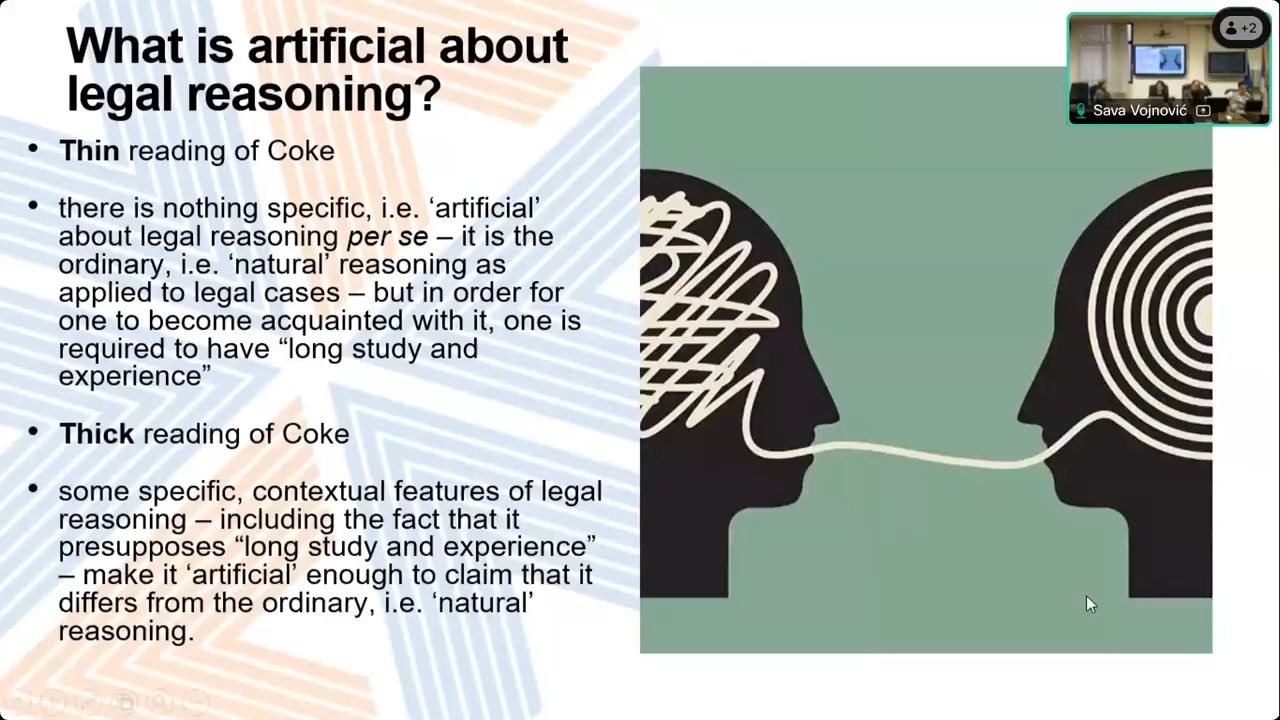 What is artificial about
legal reasoning?
• Thin reading of Coke
• there is nothing specific, i.e. ‘artificial’
about legal reasoning per se – it is the
ordinary, i.e. ‘natural’ reasoning as
applied to legal cases – but in order for
one to become acquainted with it, one is
required to have “long study and
experience”
• Thick reading of Coke
• some specific, contextual features of legal
reasoning – including the fact that it
presupposes “long study and experience”
– make it ‘artificial’ enough to claim that it
differs from the ordinary, i.e. ‘natural’
reasoning.
+2
Sava Vojnović